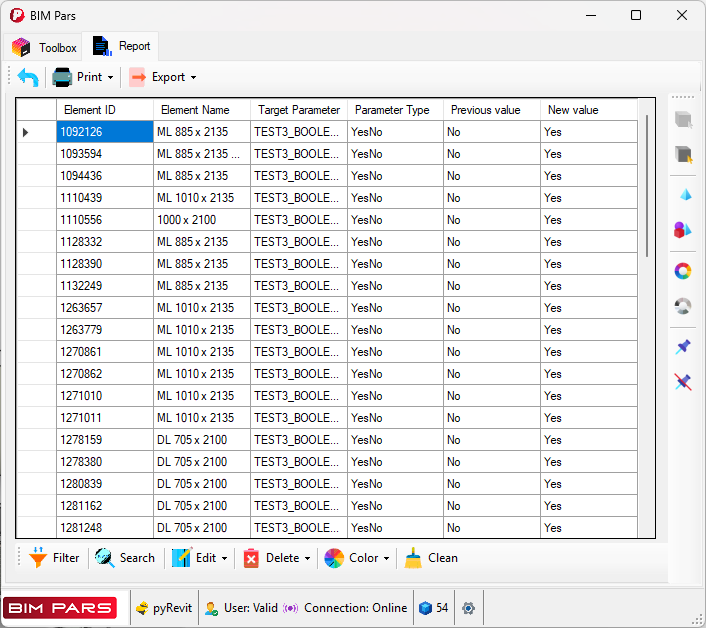 BIM Pars
Toolbox Report
Print Export
Element ID Element Name Target Parameter Parameter Type Previous value New value
1092126 ML 885 x 2135 TEST3_BOOLE... YesNo No Yes
1093594 ML 885 x 2135 ... TEST3_BOOLE... YesNo No Yes
1094436 ML 885 x 2135 TEST3_BOOLE... YesNo No Yes
1110439 ML 1010 x 2135 TEST3_BOOLE... YesNo No Yes
1110556 1000 x 2100 TEST3_BOOLE... YesNo No Yes
1128332 ML 885 x 2135 TEST3_BOOLE... YesNo No Yes
1128390 ML 885 x 2135 TEST3_BOOLE... YesNo No Yes
1132249 ML 885 x 2135 TEST3_BOOLE... YesNo No Yes
1263657 ML 1010 x 2135 TEST3_BOOLE... YesNo No Yes
1263779 ML 1010 x 2135 TEST3_BOOLE... YesNo No Yes
1270861 ML 1010 x 2135 TEST3_BOOLE... YesNo No Yes
1270862 ML 1010 x 2135 TEST3_BOOLE... YesNo No Yes
1271010 ML 1010 x 2135 TEST3_BOOLE... YesNo No Yes
1271011 ML 1010 x 2135 TEST3_BOOLE... YesNo No Yes
1278159 DL 705 x 2100 TEST3_BOOLE... YesNo No Yes
1278380 DL 705 x 2100 TEST3_BOOLE... YesNo No Yes
1280839 DL 705 x 2100 TEST3_BOOLE... YesNo No Yes
1281162 DL 705 x 2100 TEST3_BOOLE... YesNo No Yes
1281248 DL 705 x 2100 TEST3_BOOLE... YesNo No Yes
Filter Search Edit Delete Color Clean
BIM PARS pyRevit User: Valid Connection: Online 54